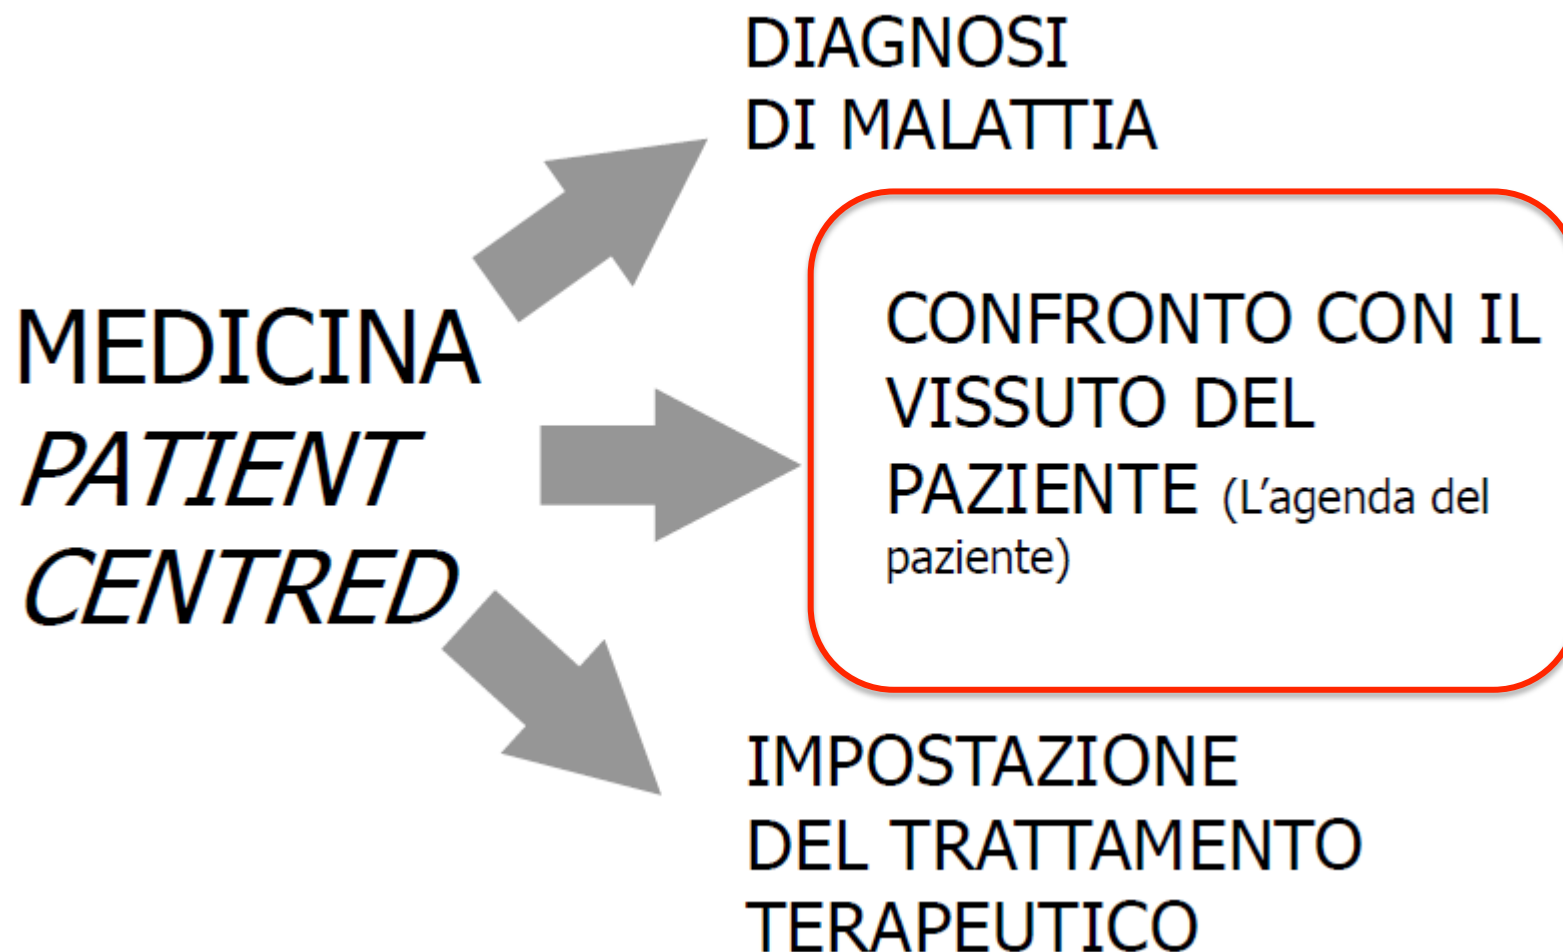 DIAGNOSI
DI MALATTIA
MEDICINA
PATIENT
CENTRED
CONFRONTO CON IL
VISSUTO DEL
PAZIENTE (L’agenda del
paziente)
IMPOSTAZIONE
DEL TRATTAMENTO
TERAPEUTICO